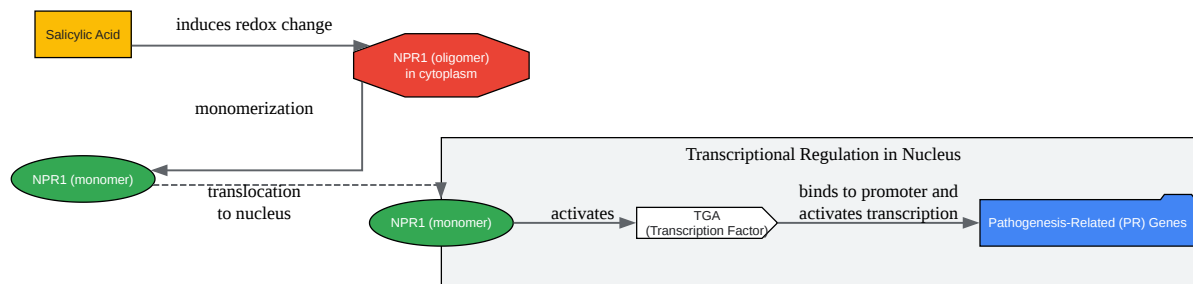 Salicylic Acid
induces redox change
NPR1 (oligomer)
in cytoplasm
monomerization
NPR1 (monomer)
translocation
to nucleus
Transcriptional Regulation in Nucleus
NPR1 (monomer)
activates
TGA
(Transcription Factor)
binds to promoter and
activates transcription
Pathogenesis-Related (PR) Genes